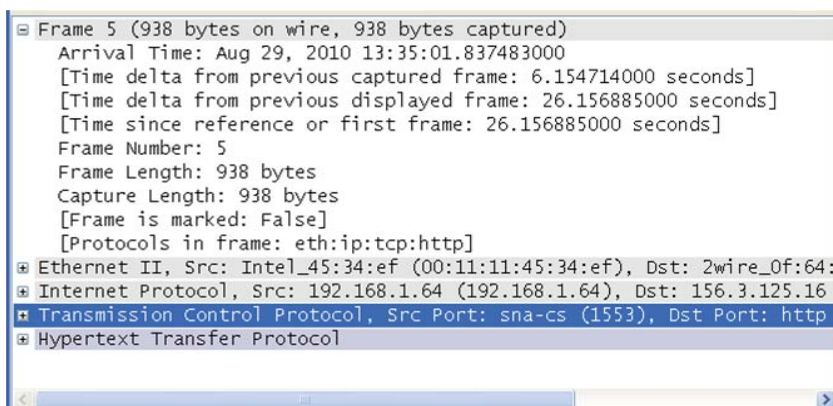 Frame 5 (938 bytes on wire, 938 bytes captured)
Arrival Time: Aug 29, 2010 13:35:01.837483000
[Time delta from previous captured frame: 6.154714000 seconds]
[Time delta from previous displayed frame: 26.156885000 seconds]
[Time since reference or first frame: 26.156885000 seconds]
Frame Number: 5
Frame Length: 938 bytes
Capture Length: 938 bytes
[Frame is marked: False]
[Protocols in frame: eth:ip:tcp:http]
Ethernet II, Src: Intel_45:34:ef (00:11:11:45:34:ef), Dst: 2wire_0f:64:
Internet Protocol, Src: 192.168.1.64 (192.168.1.64), Dst: 156.3.125.16
Transmission Control Protocol, Src Port: sna-cs (1553), Dst Port: http
Hypertext Transfer Protocol